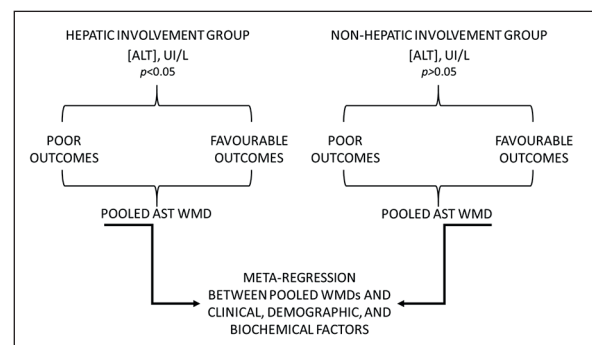 HEPATIC INVOLVEMENT GROUP
[ALT], UI/L
p<0.05
POOR
OUTCOMES
FAVOURABLE
OUTCOMES
POOLED AST WMD
NON-HEPATIC INVOLVEMENT GROUP
[ALT], UI/L
p>0.05
POOR
OUTCOMES
FAVOURABLE
OUTCOMES
POOLED AST WMD
META-REGRESSION
BETWEEN POOLED WMDs AND
CLINICAL, DEMOGRAPHIC, AND
BIOCHEMICAL FACTORS